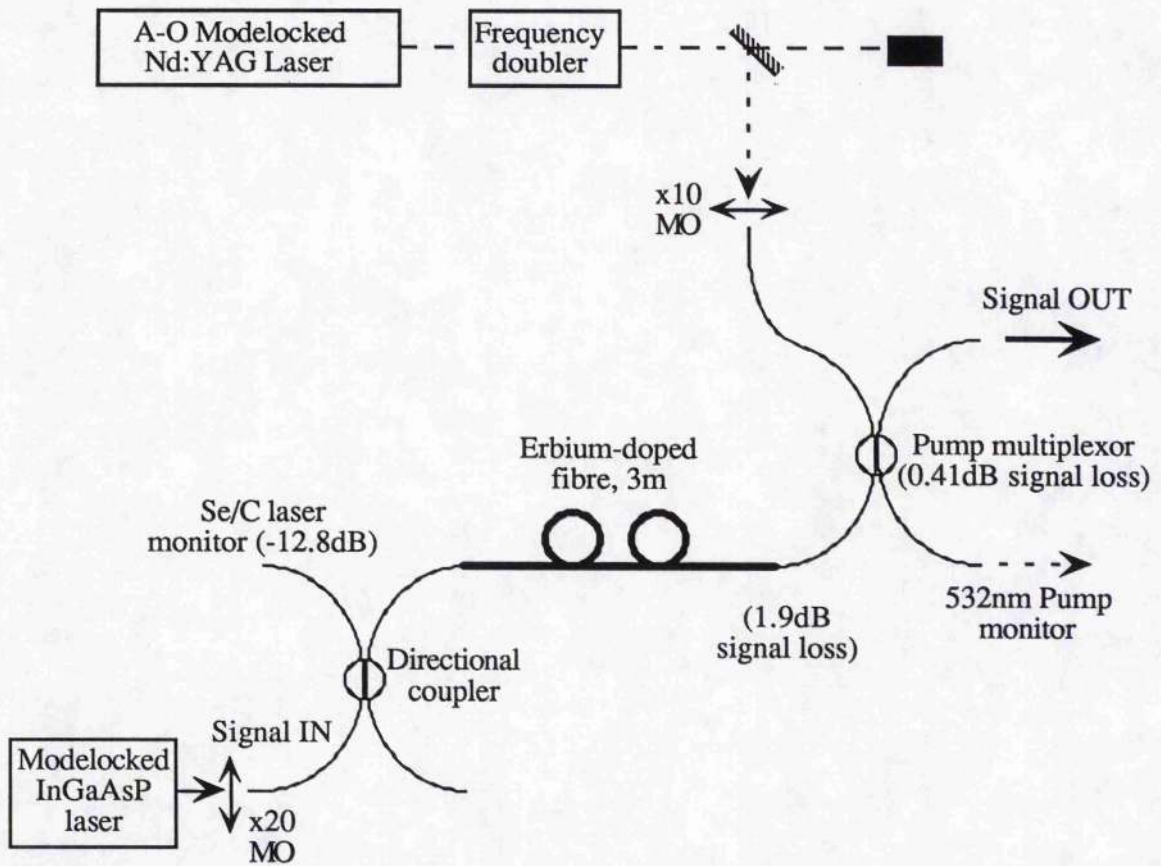 A-O Modelocked
Nd:YAG Laser
Frequency
doubler
x10
MO
Signal OUT
Pump multiplexor
(0.41dB signal loss)
Erbium-doped
fibre, 3m
Se/C laser
monitor (-12.8dB)
532nm Pump
monitor
(1.9dB
signal loss)
Directional
coupler
Signal IN
Modelocked
InGaAsP
laser
x20
MO